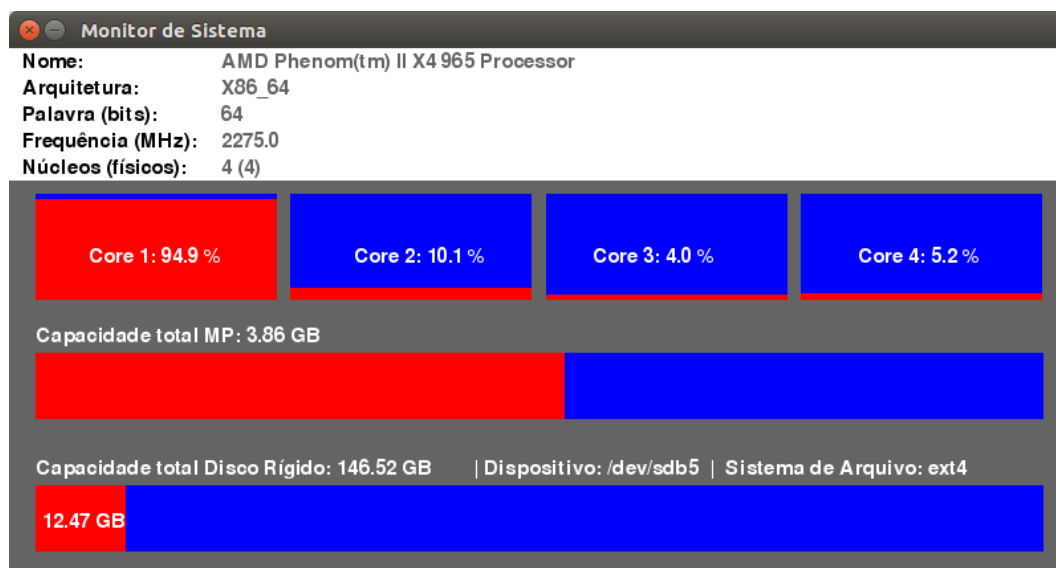 Monitor de Sistema
Nome: AMD Phenom(tm) II X4 965 Processor
Arquitetura: X86_64
Palavra (bits): 64
Frequência (MHz): 2275.0
Núcleos (físicos): 4 (4)
Core 1: 94.9 % Core 2: 10.1 % Core 3: 4.0 % Core 4: 5.2 %
Capacidade total MP: 3.86 GB
Capacidade total Disco Rígido: 146.52 GB | Dispositivo: /dev/sdb5 | Sistema de Arquivo: ext4
12.47 GB